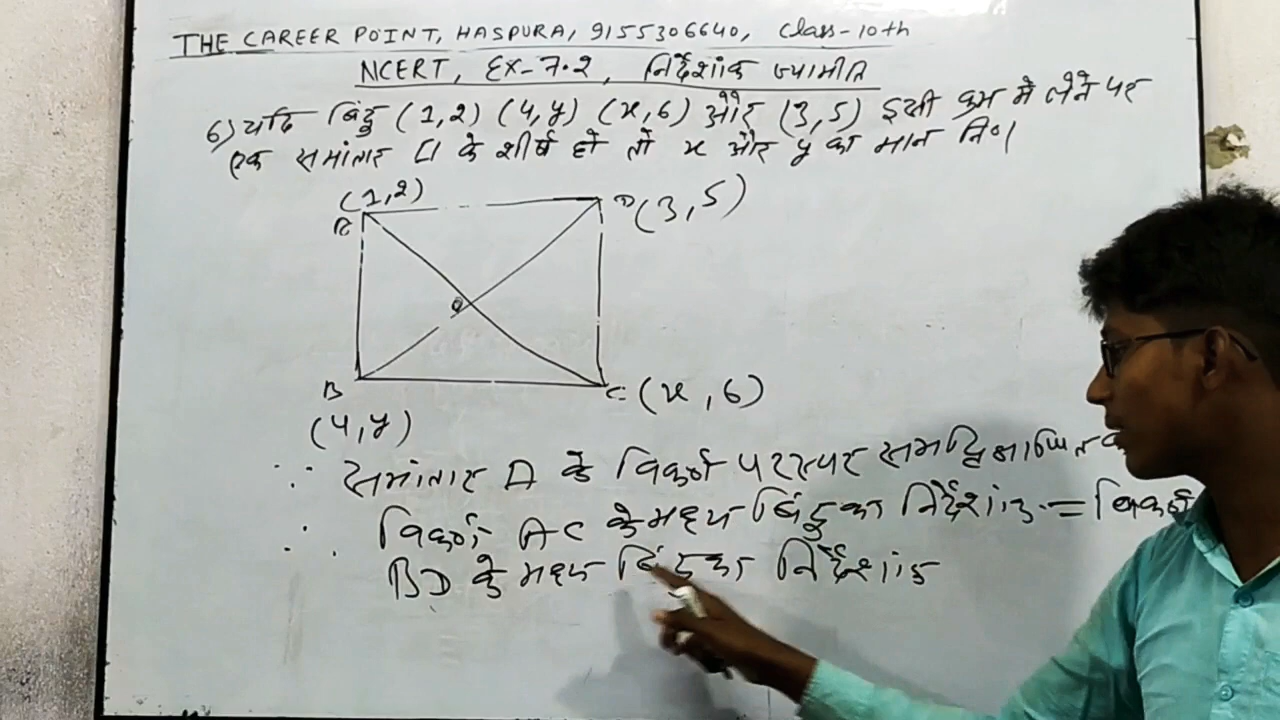 THE CAREER POINT, HASPURA, 9155306640, Class-10th
NCERT, EX-7.2, निर्देशांक ज्यामिति
6) यदि बिंदु (1,2) (4,y) (x,6) और (3,5) इसी क्रम में लेने पर
एक समांतर ▱ के शीर्ष हो तो x और y का मान नि०।
(1,2)
D(3,5)
O
B
C(x,6)
(4,y)
∵ समांतर के विकर्ण परस्पर समद्विभाजित
∴ विकर्ण AC के मध्य बिंदु का निर्देशांक = विकर्ण
BD के मध्य बिंदु का निर्देशांक